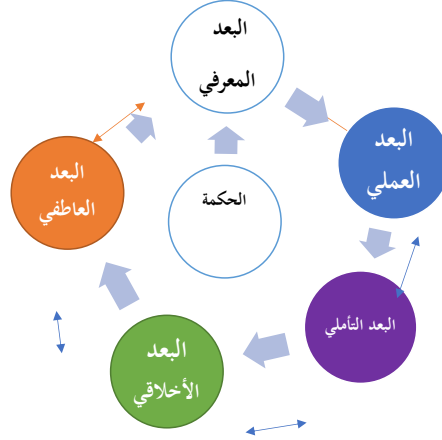 البعد
المعرفي
البعد
العملي
البعد التأملي
البعد
الأخلاقي
البعد
العاطفي
الحكمة